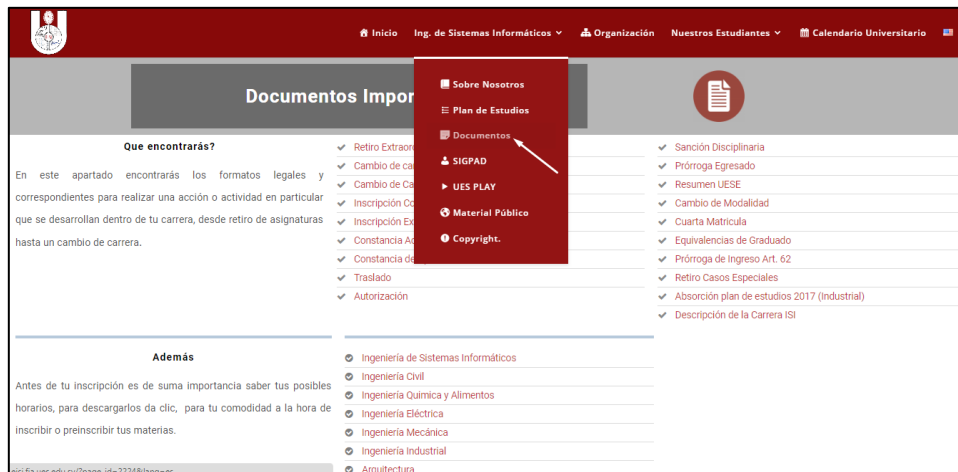 Inicio
Ing. de Sistemas Informáticos
Organización
Nuestros Estudiantes
Calendario Universitario
Documentos Impor
Sobre Nosotros
Plan de Estudios
Documentos
SIGPAD
UES PLAY
Material Público
Copyright.
Que encontrarás?
En este apartado encontrarás los formatos legales y
correspondientes para realizar una acción o actividad en particular
que se desarrollan dentro de tu carrera, desde retiro de asignaturas
hasta un cambio de carrera.
Retiro Extraor
Cambio de ca
Cambio de Ca
Inscripción Co
Inscripción Ex
Constancia Ac
Constancia de
Traslado
Autorización
Sanción Disciplinaria
Prórroga Egresado
Resumen UESE
Cambio de Modalidad
Cuarta Matricula
Equivalencias de Graduado
Prórroga de Ingreso Art. 62
Retiro Casos Especiales
Absorción plan de estudios 2017 (Industrial)
Descripción de la Carrera ISI
Además
Antes de tu inscripción es de suma importancia saber tus posibles
horarios, para descargarlos da clic, para tu comodidad a la hora de
inscribir o preinscribir tus materias.
Ingeniería de Sistemas Informáticos
Ingeniería Civil
Ingeniería Química y Alimentos
Ingeniería Eléctrica
Ingeniería Mecánica
Ingeniería Industrial
Arquitectura